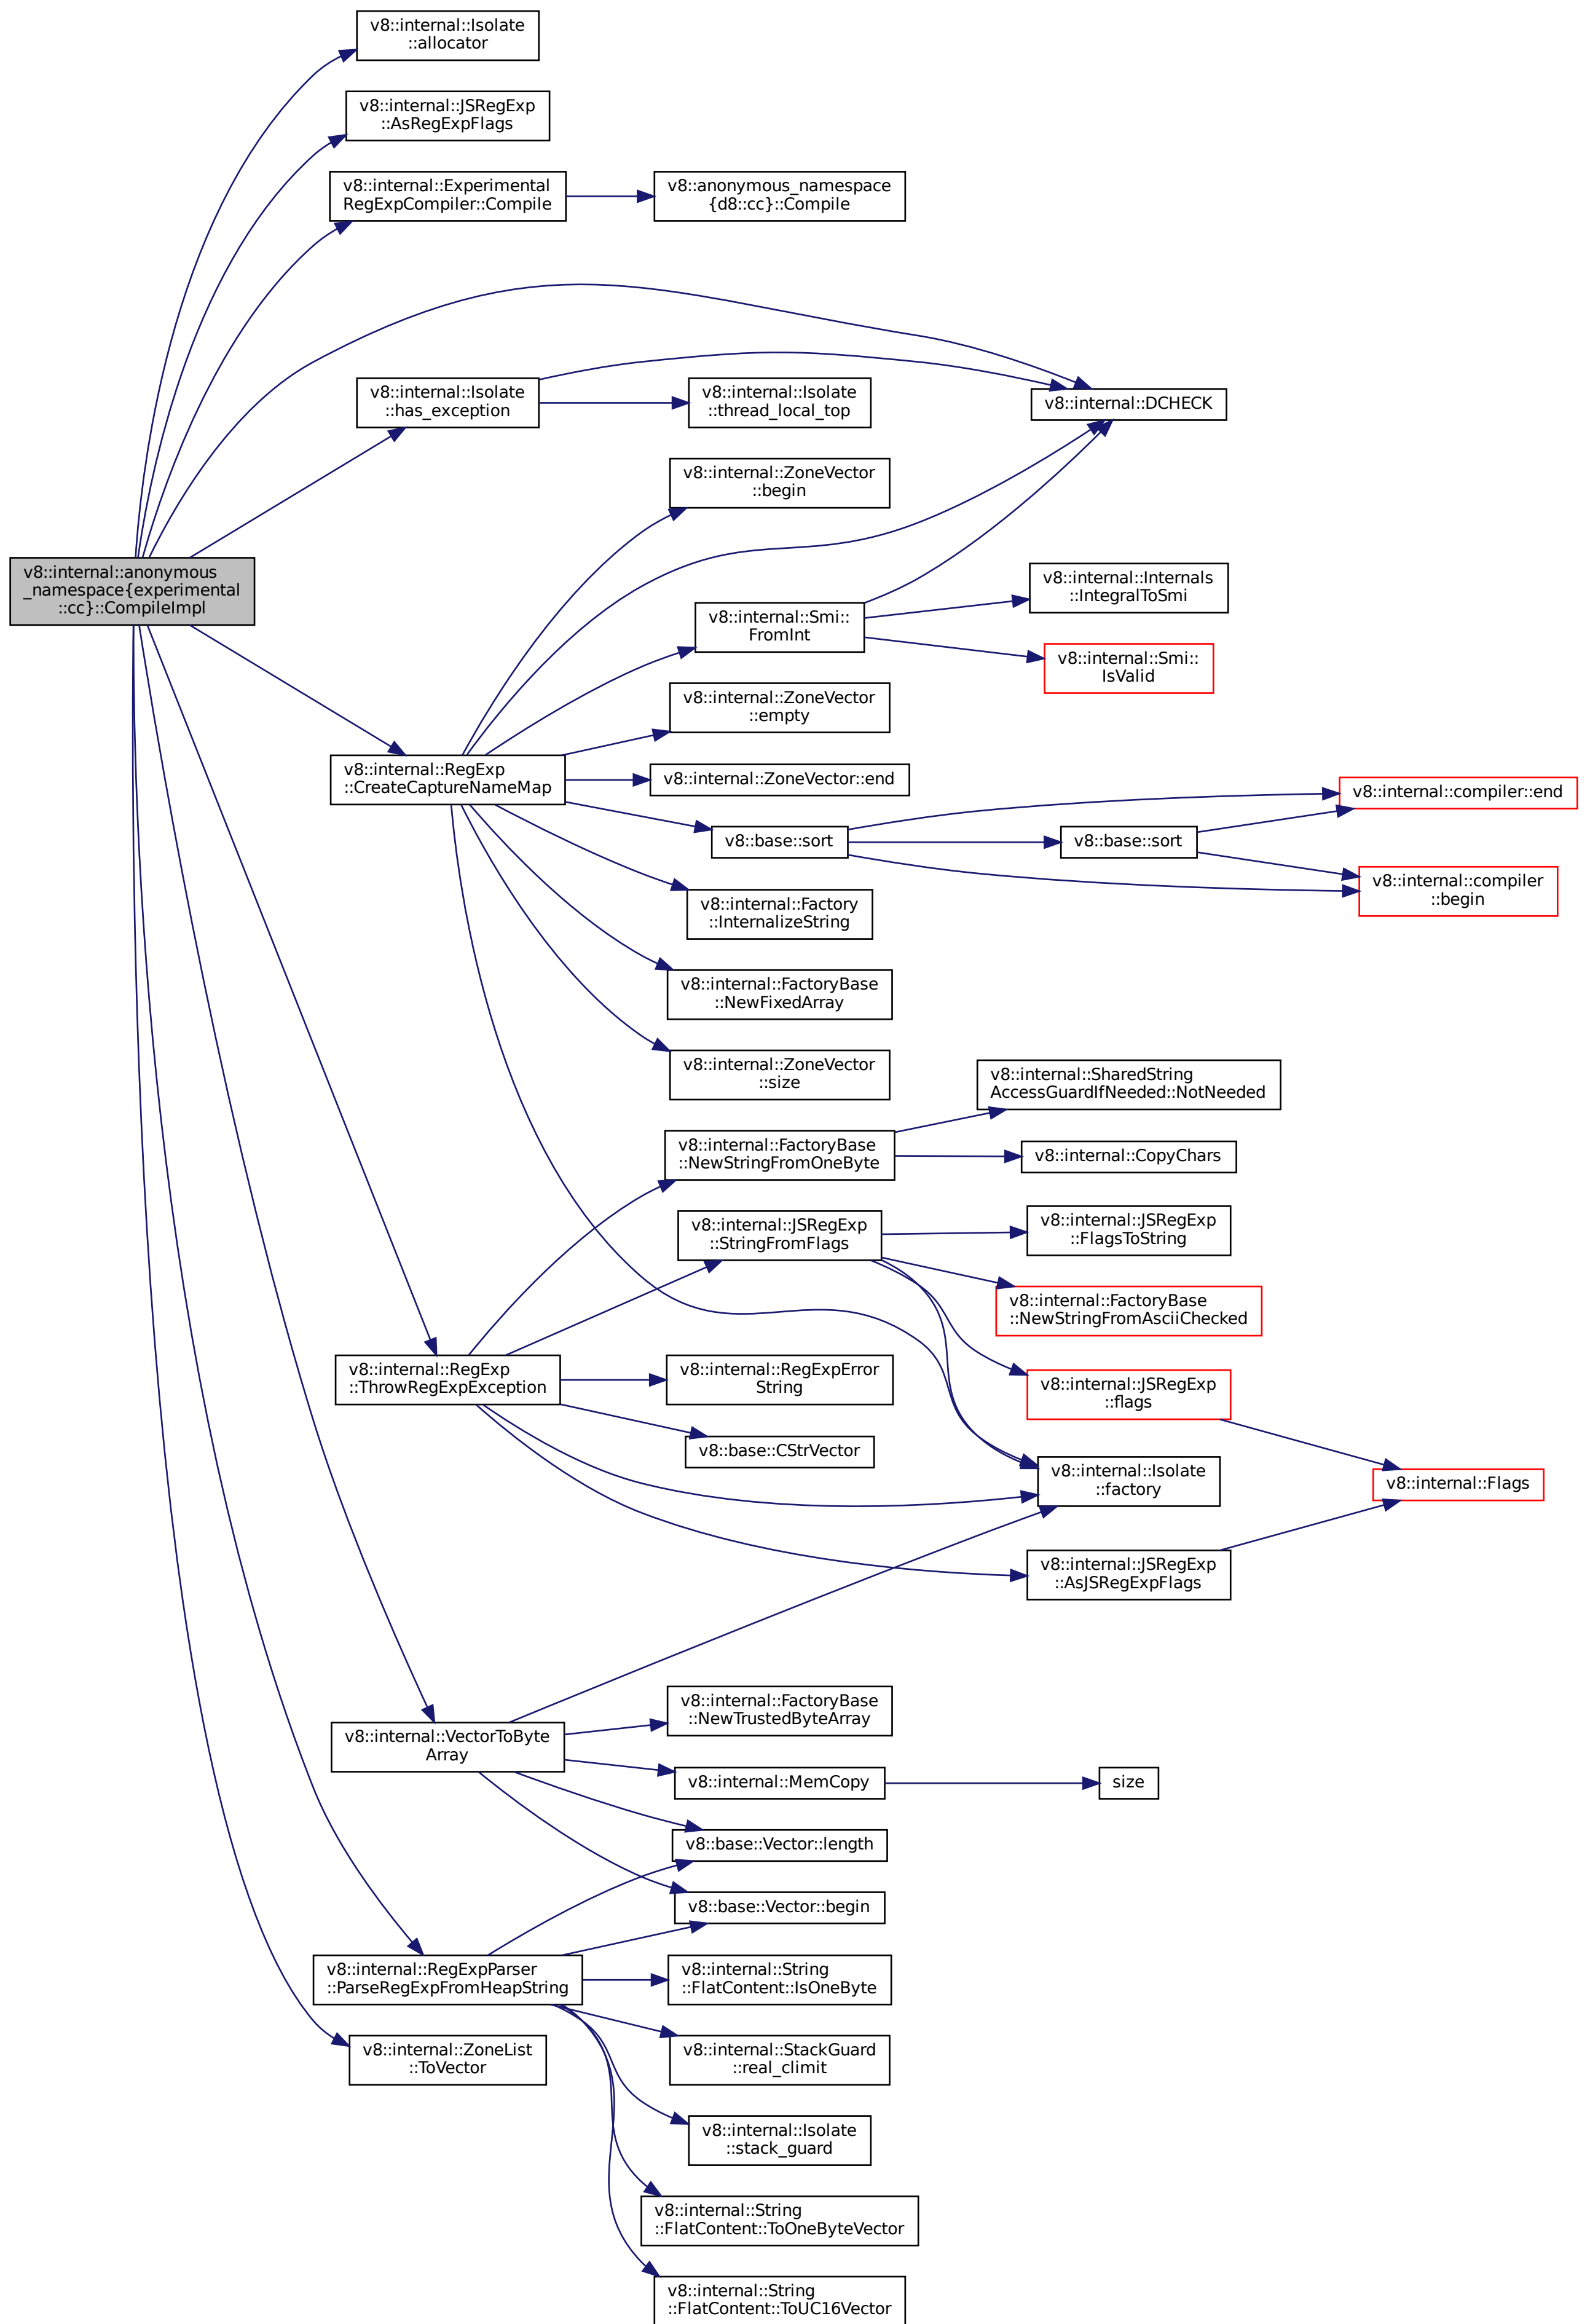 v8::internal::Isolate
::allocator
v8::internal::JSRegExp
::AsRegExpFlags
v8::internal::Experimental
RegExpCompiler::Compile
v8::anonymous_namespace
{d8::cc}::Compile
v8::internal::Isolate
::has_exception
v8::internal::Isolate
::thread_local_top
v8::internal::DCHECK
v8::internal::ZoneVector
::begin
v8::internal::anonymous
_namespace{experimental
::cc}::CompileImpl
v8::internal::Smi::
FromInt
v8::internal::Internals
::IntegralToSmi
v8::internal::Smi::
IsValid
v8::internal::ZoneVector
::empty
v8::internal::RegExp
::CreateCaptureNameMap
v8::internal::ZoneVector::end
v8::internal::compiler::end
v8::base::sort
v8::base::sort
v8::internal::compiler
::begin
v8::internal::Factory
::InternalizeString
v8::internal::FactoryBase
::NewFixedArray
v8::internal::ZoneVector
::size
v8::internal::SharedString
AccessGuardIfNeeded::NotNeeded
v8::internal::FactoryBase
::NewStringFromOneByte
v8::internal::CopyChars
v8::internal::JSRegExp
::StringFromFlags
v8::internal::JSRegExp
::FlagsToString
v8::internal::FactoryBase
::NewStringFromAsciiChecked
v8::internal::RegExp
::ThrowRegExpException
v8::internal::RegExpError
String
v8::internal::JSRegExp
::flags
v8::base::CStrVector
v8::internal::Isolate
::factory
v8::internal::Flags
v8::internal::JSRegExp
::AsJSRegExpFlags
v8::internal::FactoryBase
::NewTrustedByteArray
v8::internal::VectorToByte
Array
v8::internal::MemCopy
size
v8::base::Vector::length
v8::base::Vector::begin
v8::internal::RegExpParser
::ParseRegExpFromHeapString
v8::internal::String
::FlatContent::IsOneByte
v8::internal::ZoneList
::ToVector
v8::internal::StackGuard
::real_climit
v8::internal::Isolate
::stack_guard
v8::internal::String
::FlatContent::ToOneByteVector
v8::internal::String
::FlatContent::ToUC16Vector